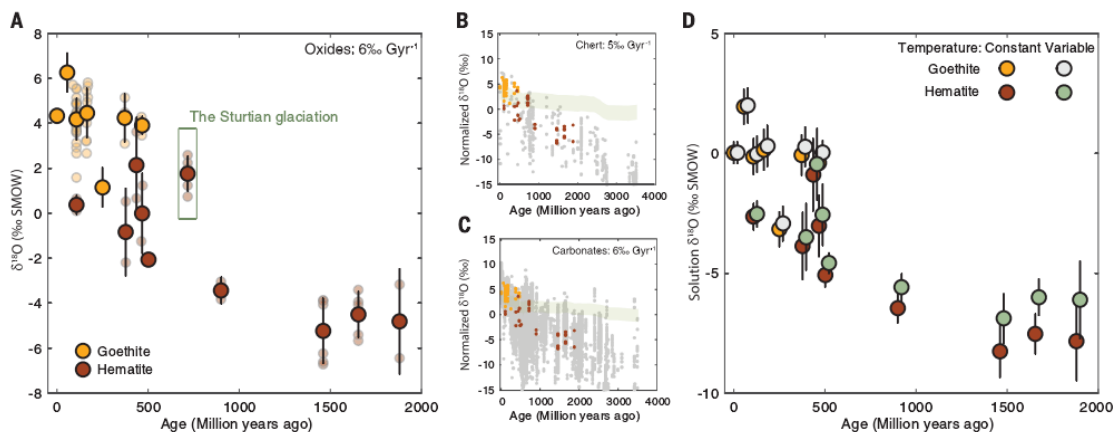 A
8
6
4
2
0
-2
-4
-6
-8
δ18O (‰ SMOW)
Oxides: 6‰ Gyr-1
The Sturtian glaciation
Goethite
Hematite
0
500
1000
1500
2000
Age (Million years ago)
B
15
10
5
0
-5
-10
-15
Normalized δ18O (‰)
Chert: 5‰ Gyr-1
0
1000
2000
3000
4000
Age (Million years ago)
C
15
10
5
0
-5
-10
-15
Normalized δ18O (‰)
Carbonates: 6‰ Gyr-1
0
1000
2000
3000
4000
Age (Million years ago)
D
5
0
-5
-10
Solution δ18O (‰ SMOW)
Temperature: Constant Variable
Goethite
Hematite
0
500
1000
1500
2000
Age (Million years ago)